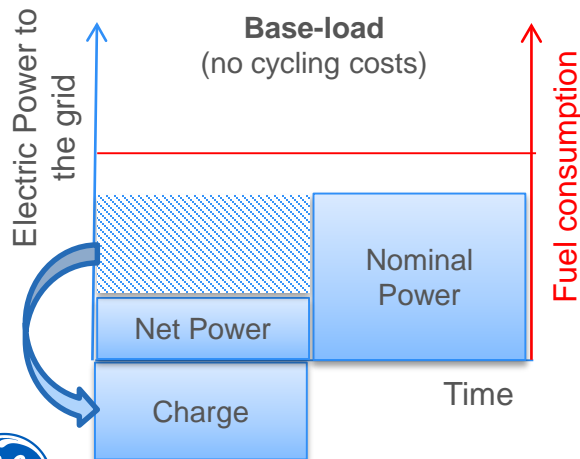 Base-load
(no cycling costs)
Electric Power to
the grid
Fuel consumption
Nominal
Power
Net Power
Charge
Time